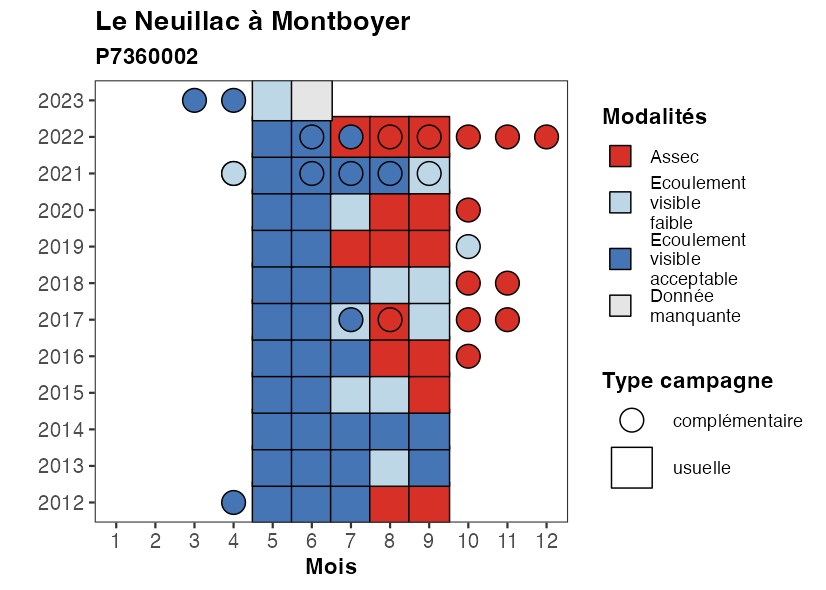 Le Neuillac à Montboyer
P7360002
2023
2022
2021
2020
2019
2018
2017
2016
2015
2014
2013
2012
1 2 3 4 5 6 7 8 9 10 11 12
Mois
Modalités
Assec
Ecoulement
visible
faible
Ecoulement
visible
acceptable
Donnée
manquante
Type campagne
complémentaire
usuelle